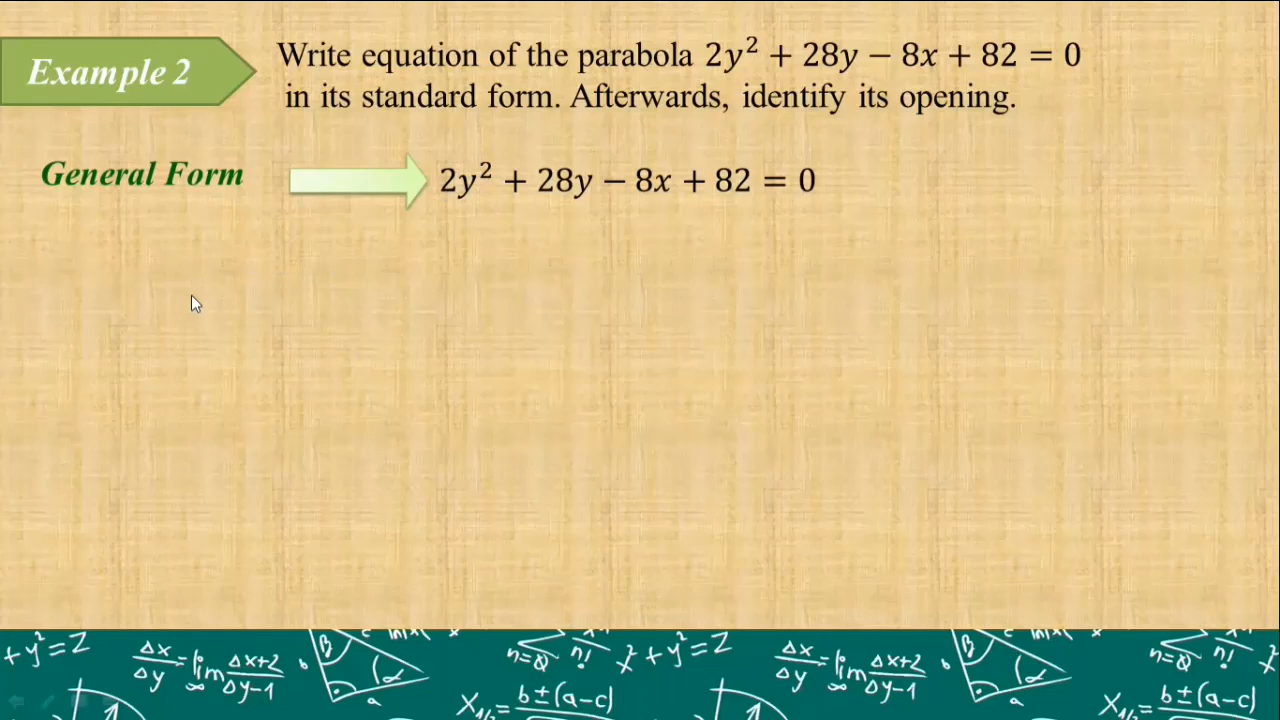 Example 2
Write equation of the parabola 2y² + 28y − 8x + 82 = 0
in its standard form. Afterwards, identify its opening.
General Form
2y² + 28y − 8x + 82 = 0